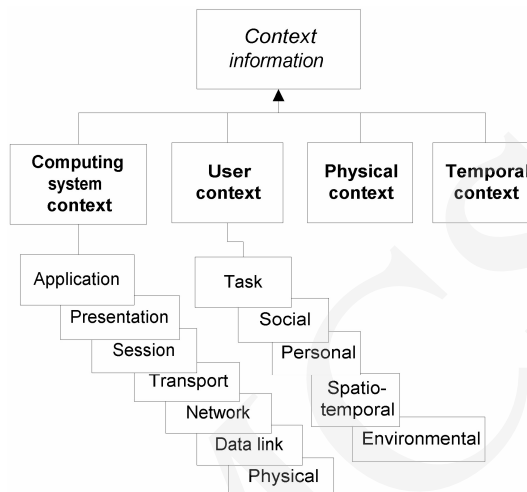 Context
information
Computing
system
context
User
context
Physical
context
Temporal
context
Application
Presentation
Session
Transport
Network
Data link
Physical
Task
Social
Personal
Spatio-
temporal
Environmental